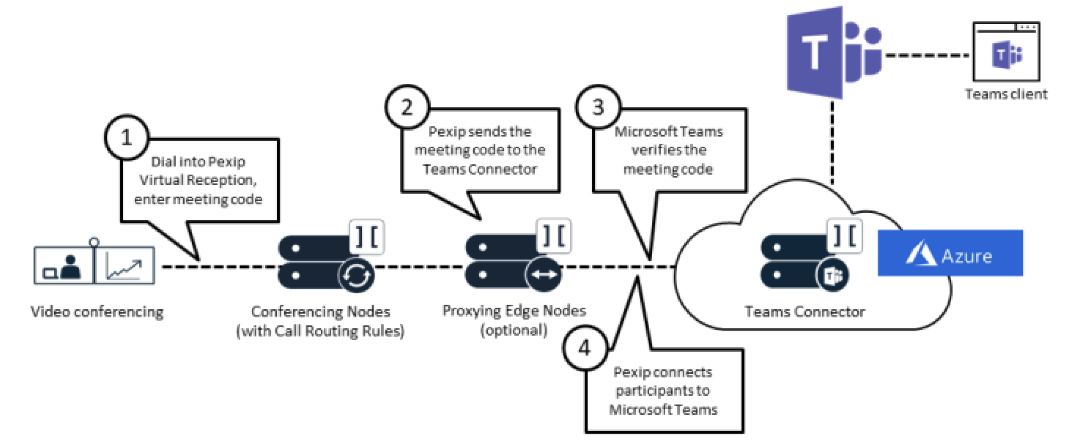 T
Teams client
1
Dial into Pexip
Virtual Reception,
enter meeting code
2
Pexip sends the
meeting code to the
Teams Connector
3
Microsoft Teams
verifies the
meeting code
][
][
][
T
T
Azure
Video conferencing
Conferencing Nodes
(with Call Routing Rules)
Proxying Edge Nodes
(optional)
Teams Connector
4
Pexip connects
participants to
Microsoft Teams